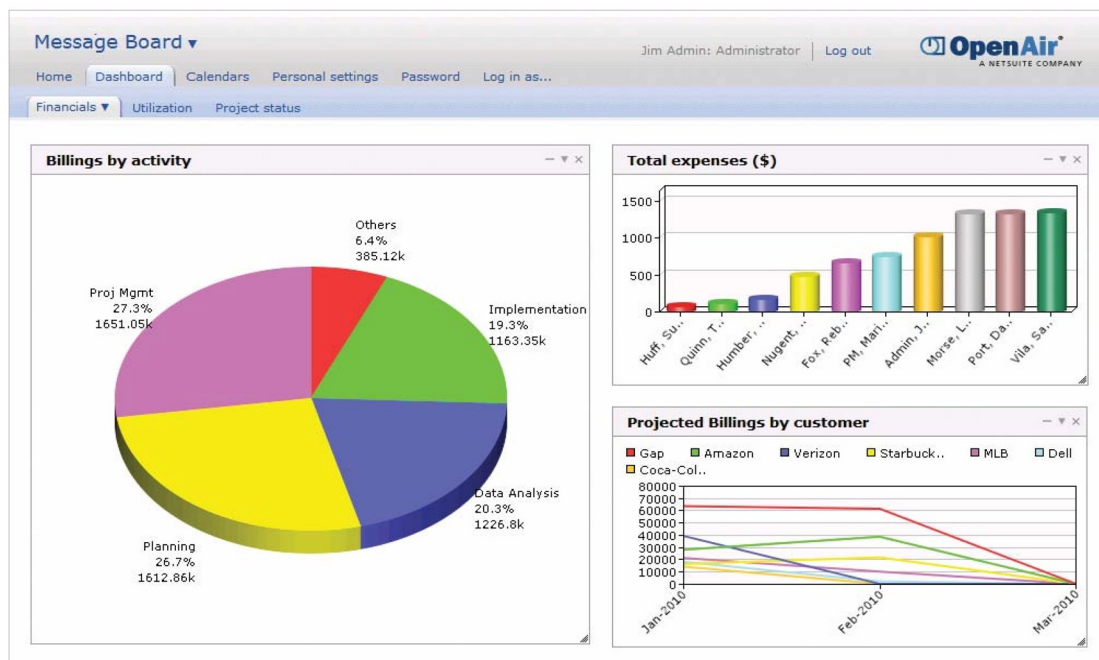 Message Board ▼
Jim Admin: Administrator | Log out
OpenAir
A NETSUITE COMPANY
Home Dashboard Calendars Personal settings Password Log in as...
Financials ▼ Utilization Project status
Billings by activity
Others
6.4%
385.12k
Implementation
19.3%
1163.35k
Data Analysis
20.3%
1226.8k
Planning
26.7%
1612.86k
Proj Mgmt
27.3%
1651.05k
Total expenses ($)
1500
1000
500
0
Huff, Su..
Quinn, T..
Humber, ..
Nugent, ..
Fox, Reb..
PM, Mari..
Admin, J..
Morse, L..
Port, Da..
Vila, Sa..
Projected Billings by customer
Gap Amazon Verizon Starbuck.. MLB Dell
Coca-Col..
80000
70000
60000
50000
40000
30000
20000
10000
0
Jan-2010
Feb-2010
Mar-2010